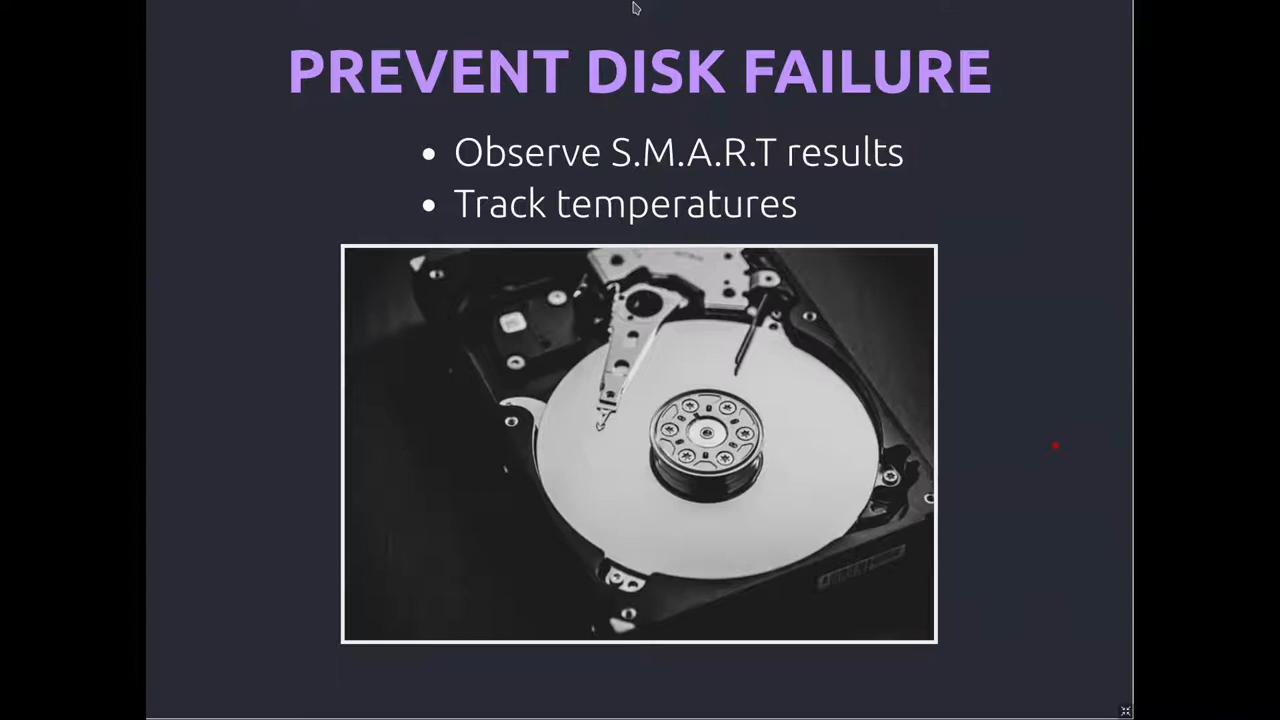 PREVENT DISK FAILURE
• Observe S.M.A.R.T results
• Track temperatures